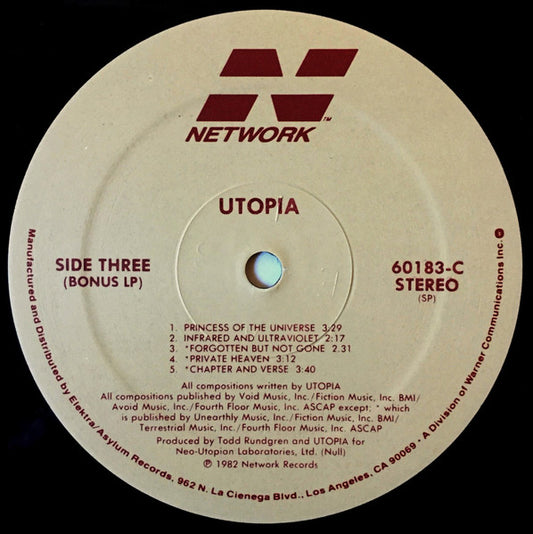 NETWORK
TM
UTOPIA
SIDE THREE
(BONUS LP)
60183-C
STEREO
(SP)
1. PRINCESS OF THE UNIVERSE 3:29
2. INFRARED AND ULTRAVIOLET 2:17
3. *FORGOTTEN BUT NOT GONE 2.31
4. *PRIVATE HEAVEN 3:12
5. *CHAPTER AND VERSE 3:40
All compositions written by UTOPIA
All compositions published by Void Music, Inc./Fiction Music, Inc. BMI/
Avoid Music, Inc./Fourth Floor Music, Inc. ASCAP except; * which
is published by Unearthly Music, Inc./Fiction Music, Inc. BMI/
Terrestrial Music, Inc./Fourth Floor Music, Inc. ASCAP
Produced by Todd Rundgren and UTOPIA for
Neo-Utopian Laboratories, Ltd. (Null)
℗ 1982 Network Records
Manufactured and Distributed by Elektra/Asylum Records, 962 N. La Cienega Blvd., Los Angeles, CA 90069 • A Division of Warner Communications Inc.